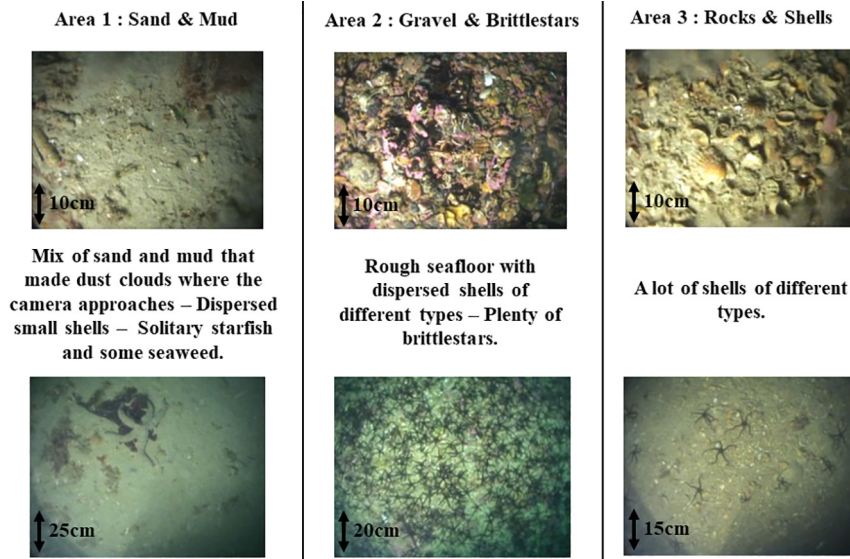 Area 1 : Sand & Mud
10cm
Mix of sand and mud that
made dust clouds where the
camera approaches – Dispersed
small shells – Solitary starfish
and some seaweed.
25cm
Area 2 : Gravel & Brittlestars
10cm
Rough seafloor with
dispersed shells of
different types – Plenty of
brittlestars.
20cm
Area 3 : Rocks & Shells
10cm
A lot of shells of different
types.
15cm